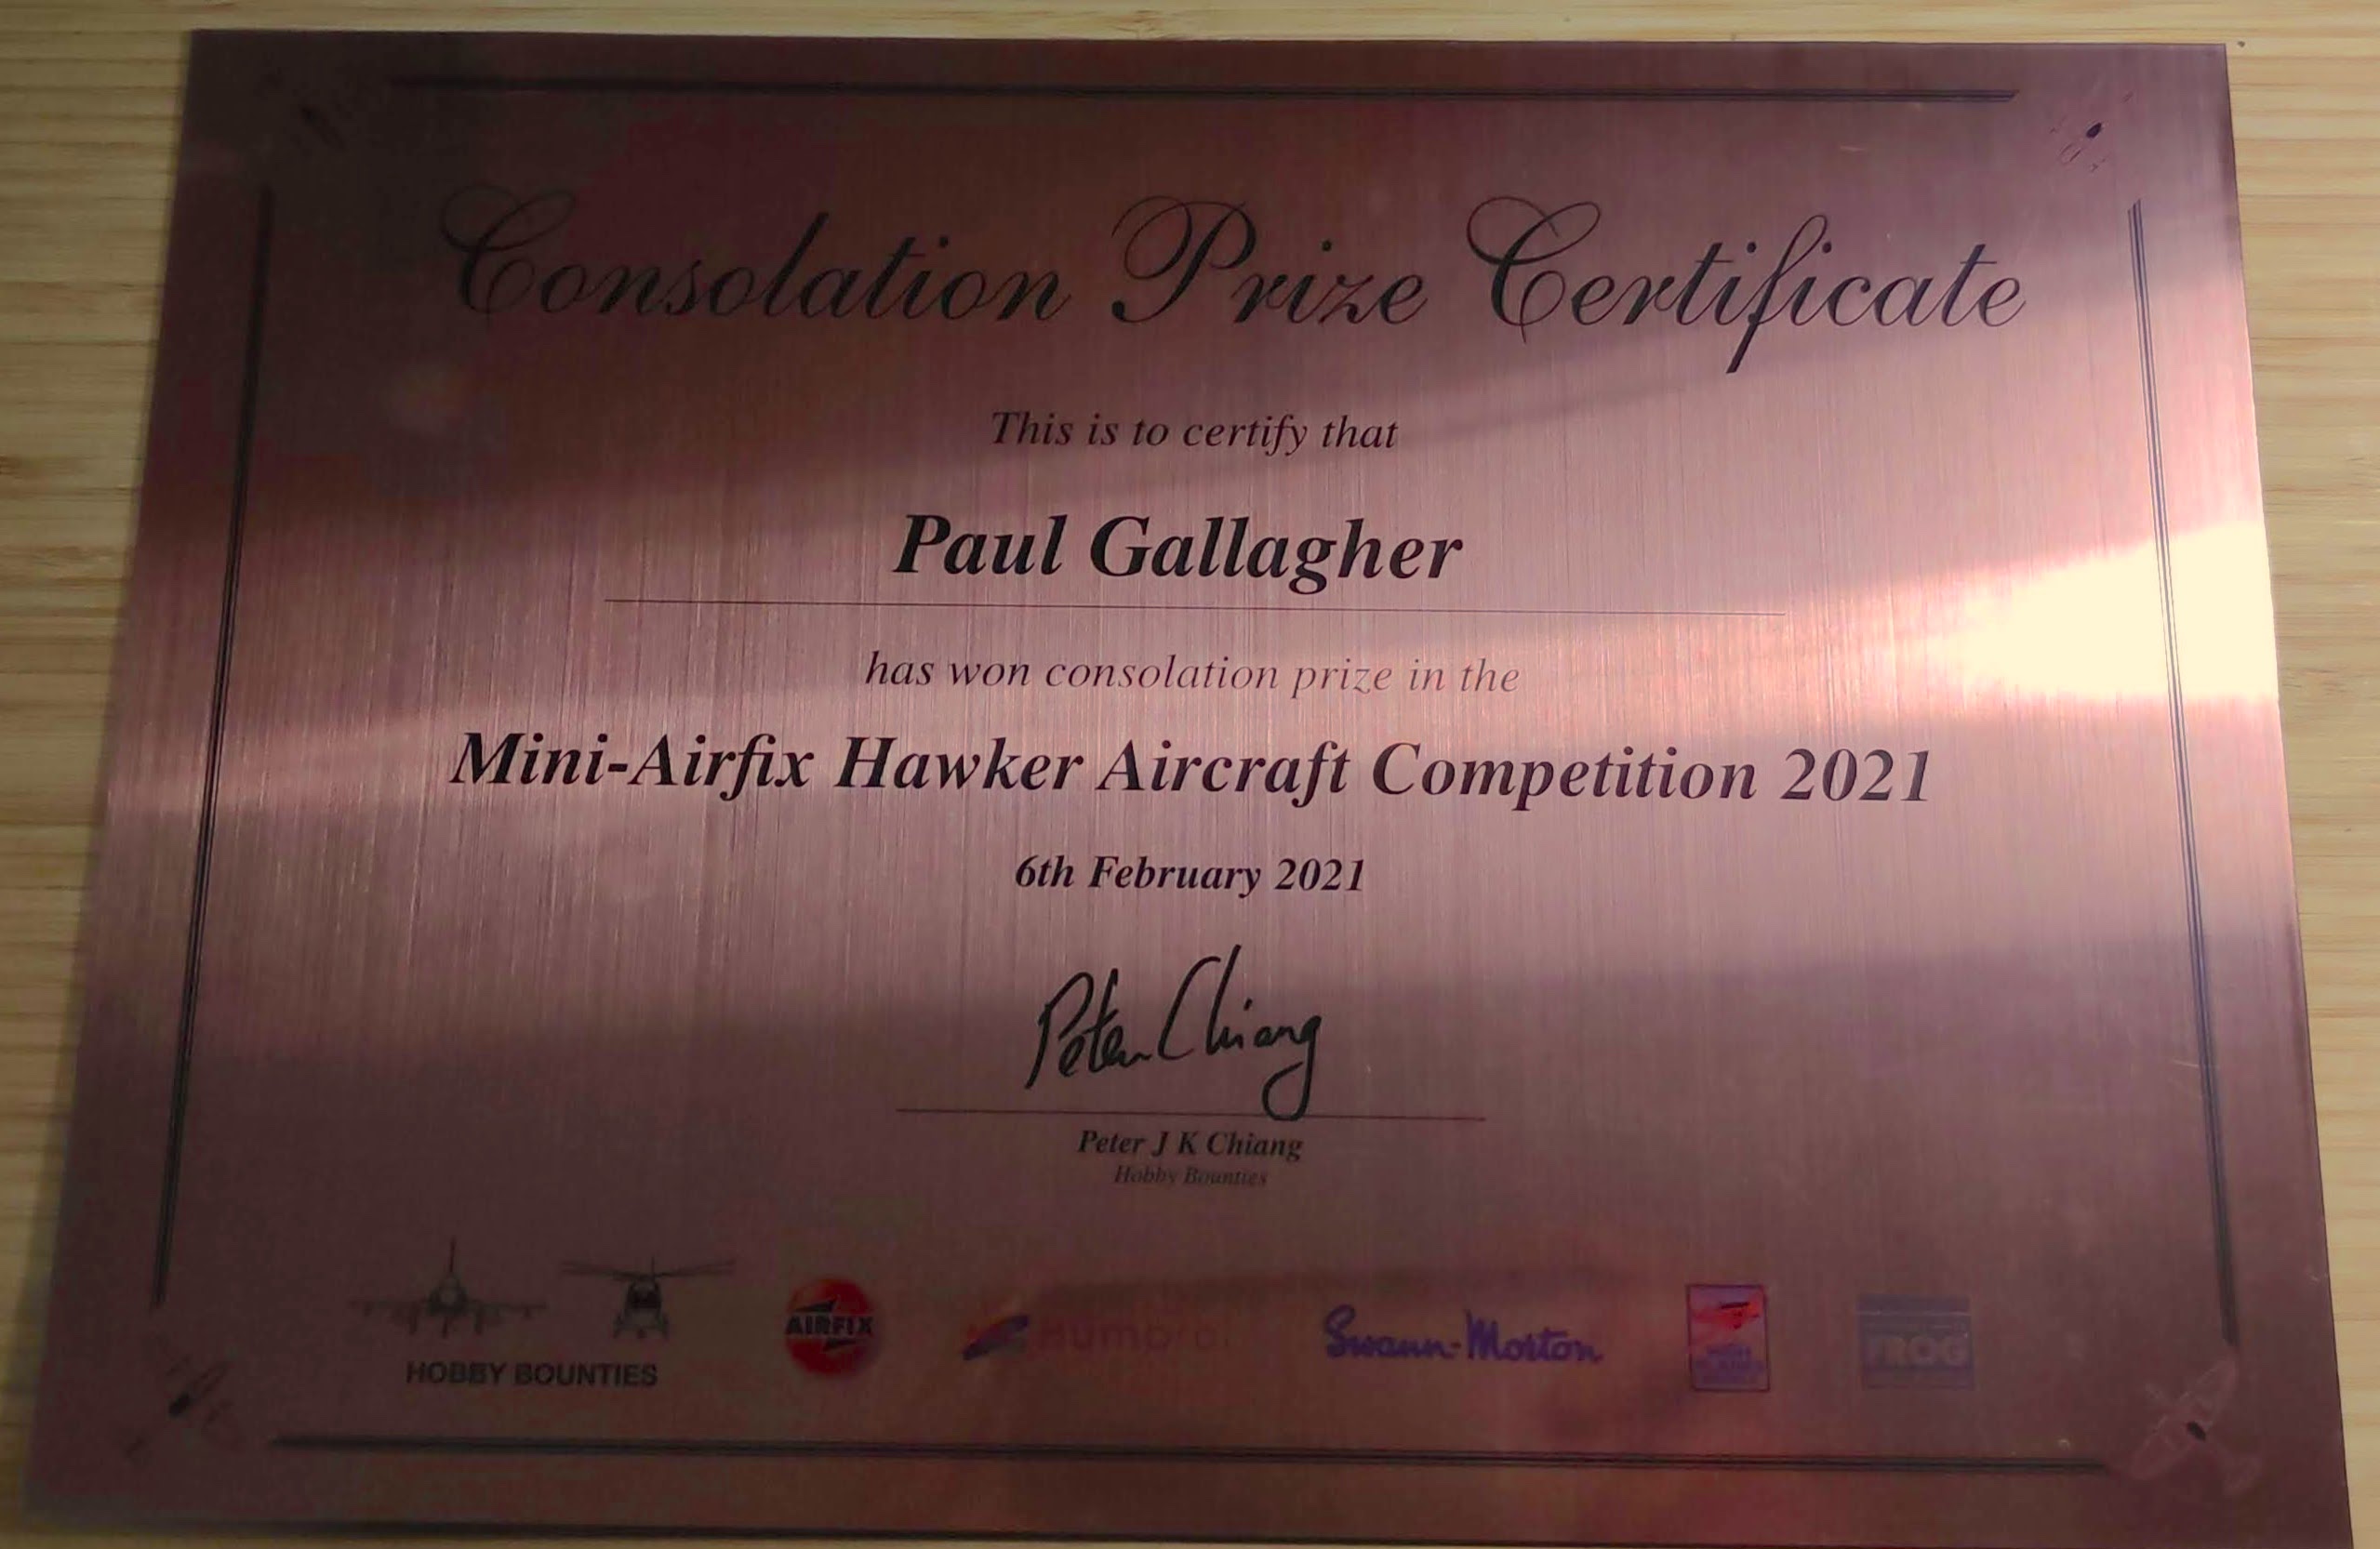 Consolation Prize Certificate
This is to certify that
Paul Gallagher
has won consolation prize in the
Mini-Airfix Hawker Aircraft Competition 2021
6th February 2021
Peter Chiang
Peter J K Chiang
Hobby Bounties
HOBBY BOUNTIES
AIRFIX
Humbrol
Swann-Morton
FROG